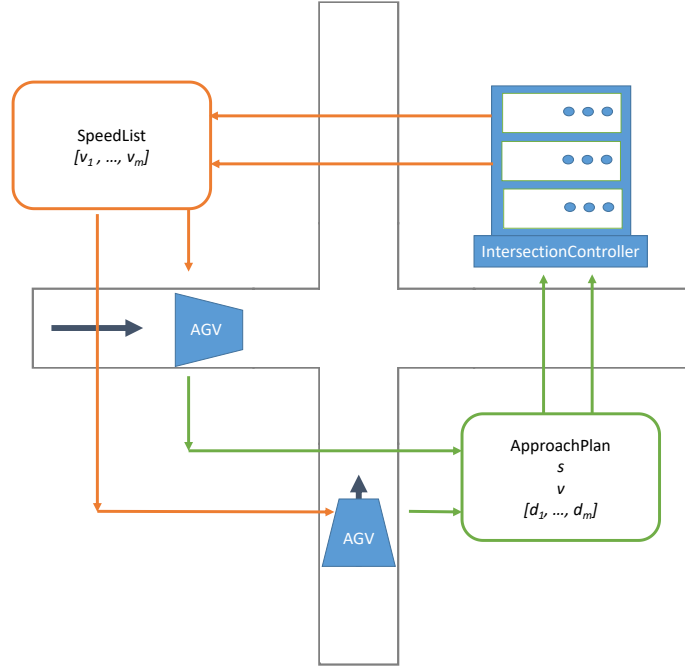 SpeedList
[v1 , …, vm]
IntersectionController
AGV
ApproachPlan
s
v
[d1, …, dm]
AGV